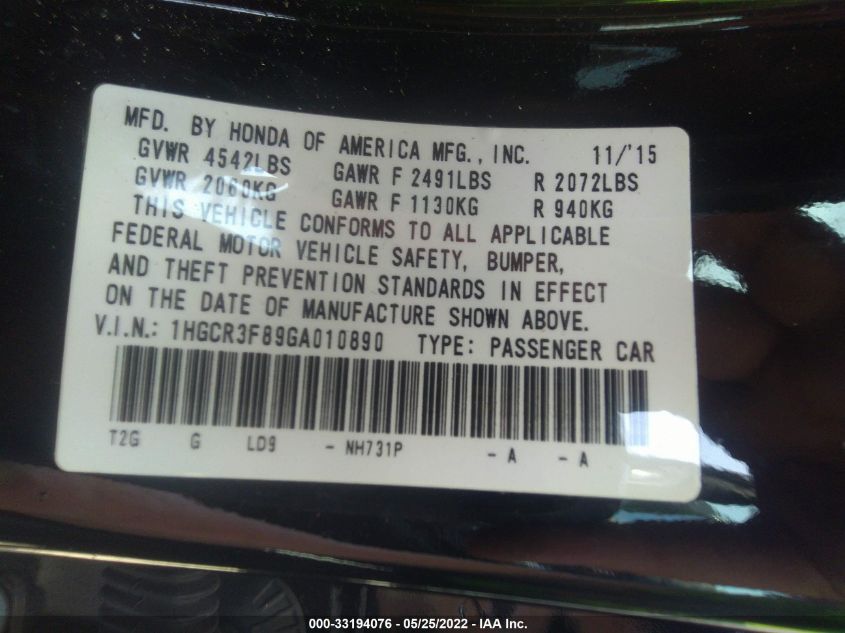 MFD. BY HONDA OF AMERICA MFG., INC. 11/'15
GVWR 4542LBS GAWR F 2491LBS R 2072LBS
GVWR 2060KG GAWR F 1130KG R 940KG
THIS VEHICLE CONFORMS TO ALL APPLICABLE
FEDERAL MOTOR VEHICLE SAFETY, BUMPER,
AND THEFT PREVENTION STANDARDS IN EFFECT
ON THE DATE OF MANUFACTURE SHOWN ABOVE.
V.I.N.: 1HGCR3F89GA010890 TYPE: PASSENGER CAR
T2G G LD9 - NH731P - A - A
000-33194076 - 05/25/2022 - IAA Inc.